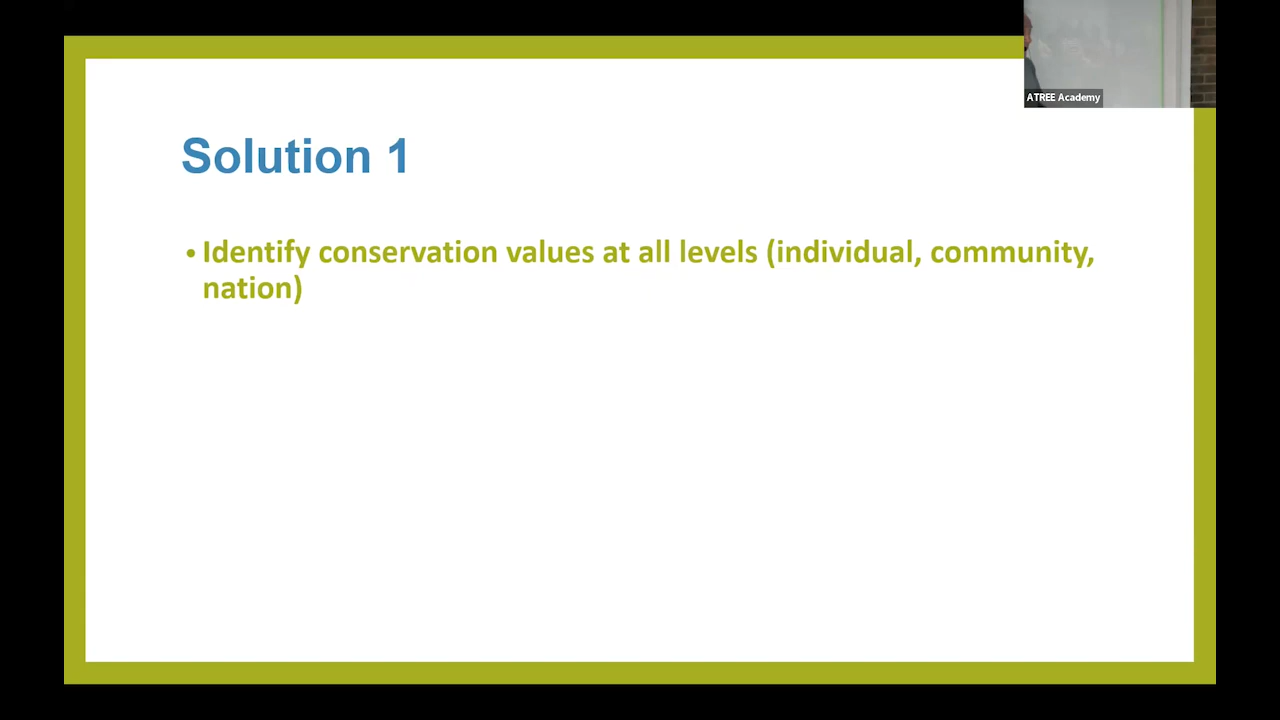 ATREE Academy
Solution 1
• Identify conservation values at all levels (individual, community,
nation)